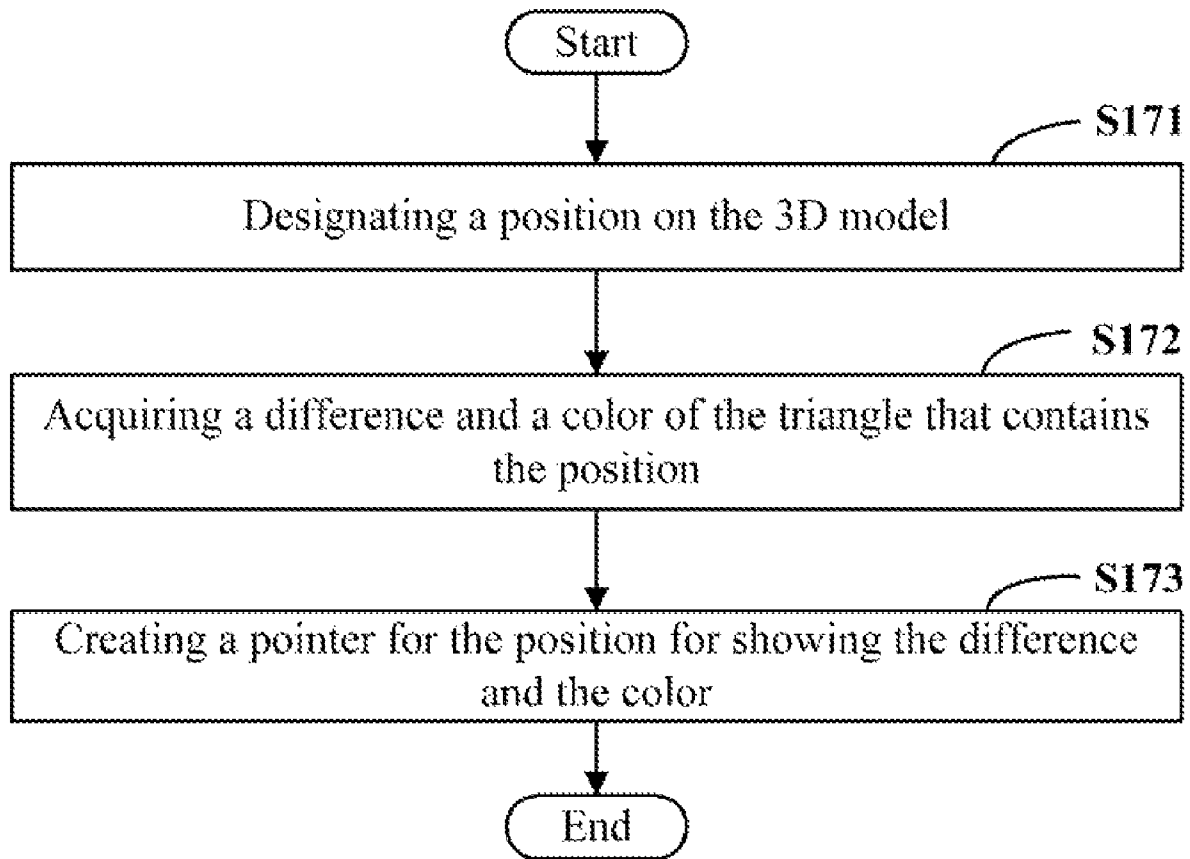 Start
S171
Designating a position on the 3D model
S172
Acquiring a difference and a color of the triangle that contains
the position
S173
Creating a pointer for the position for showing the difference
and the color
End